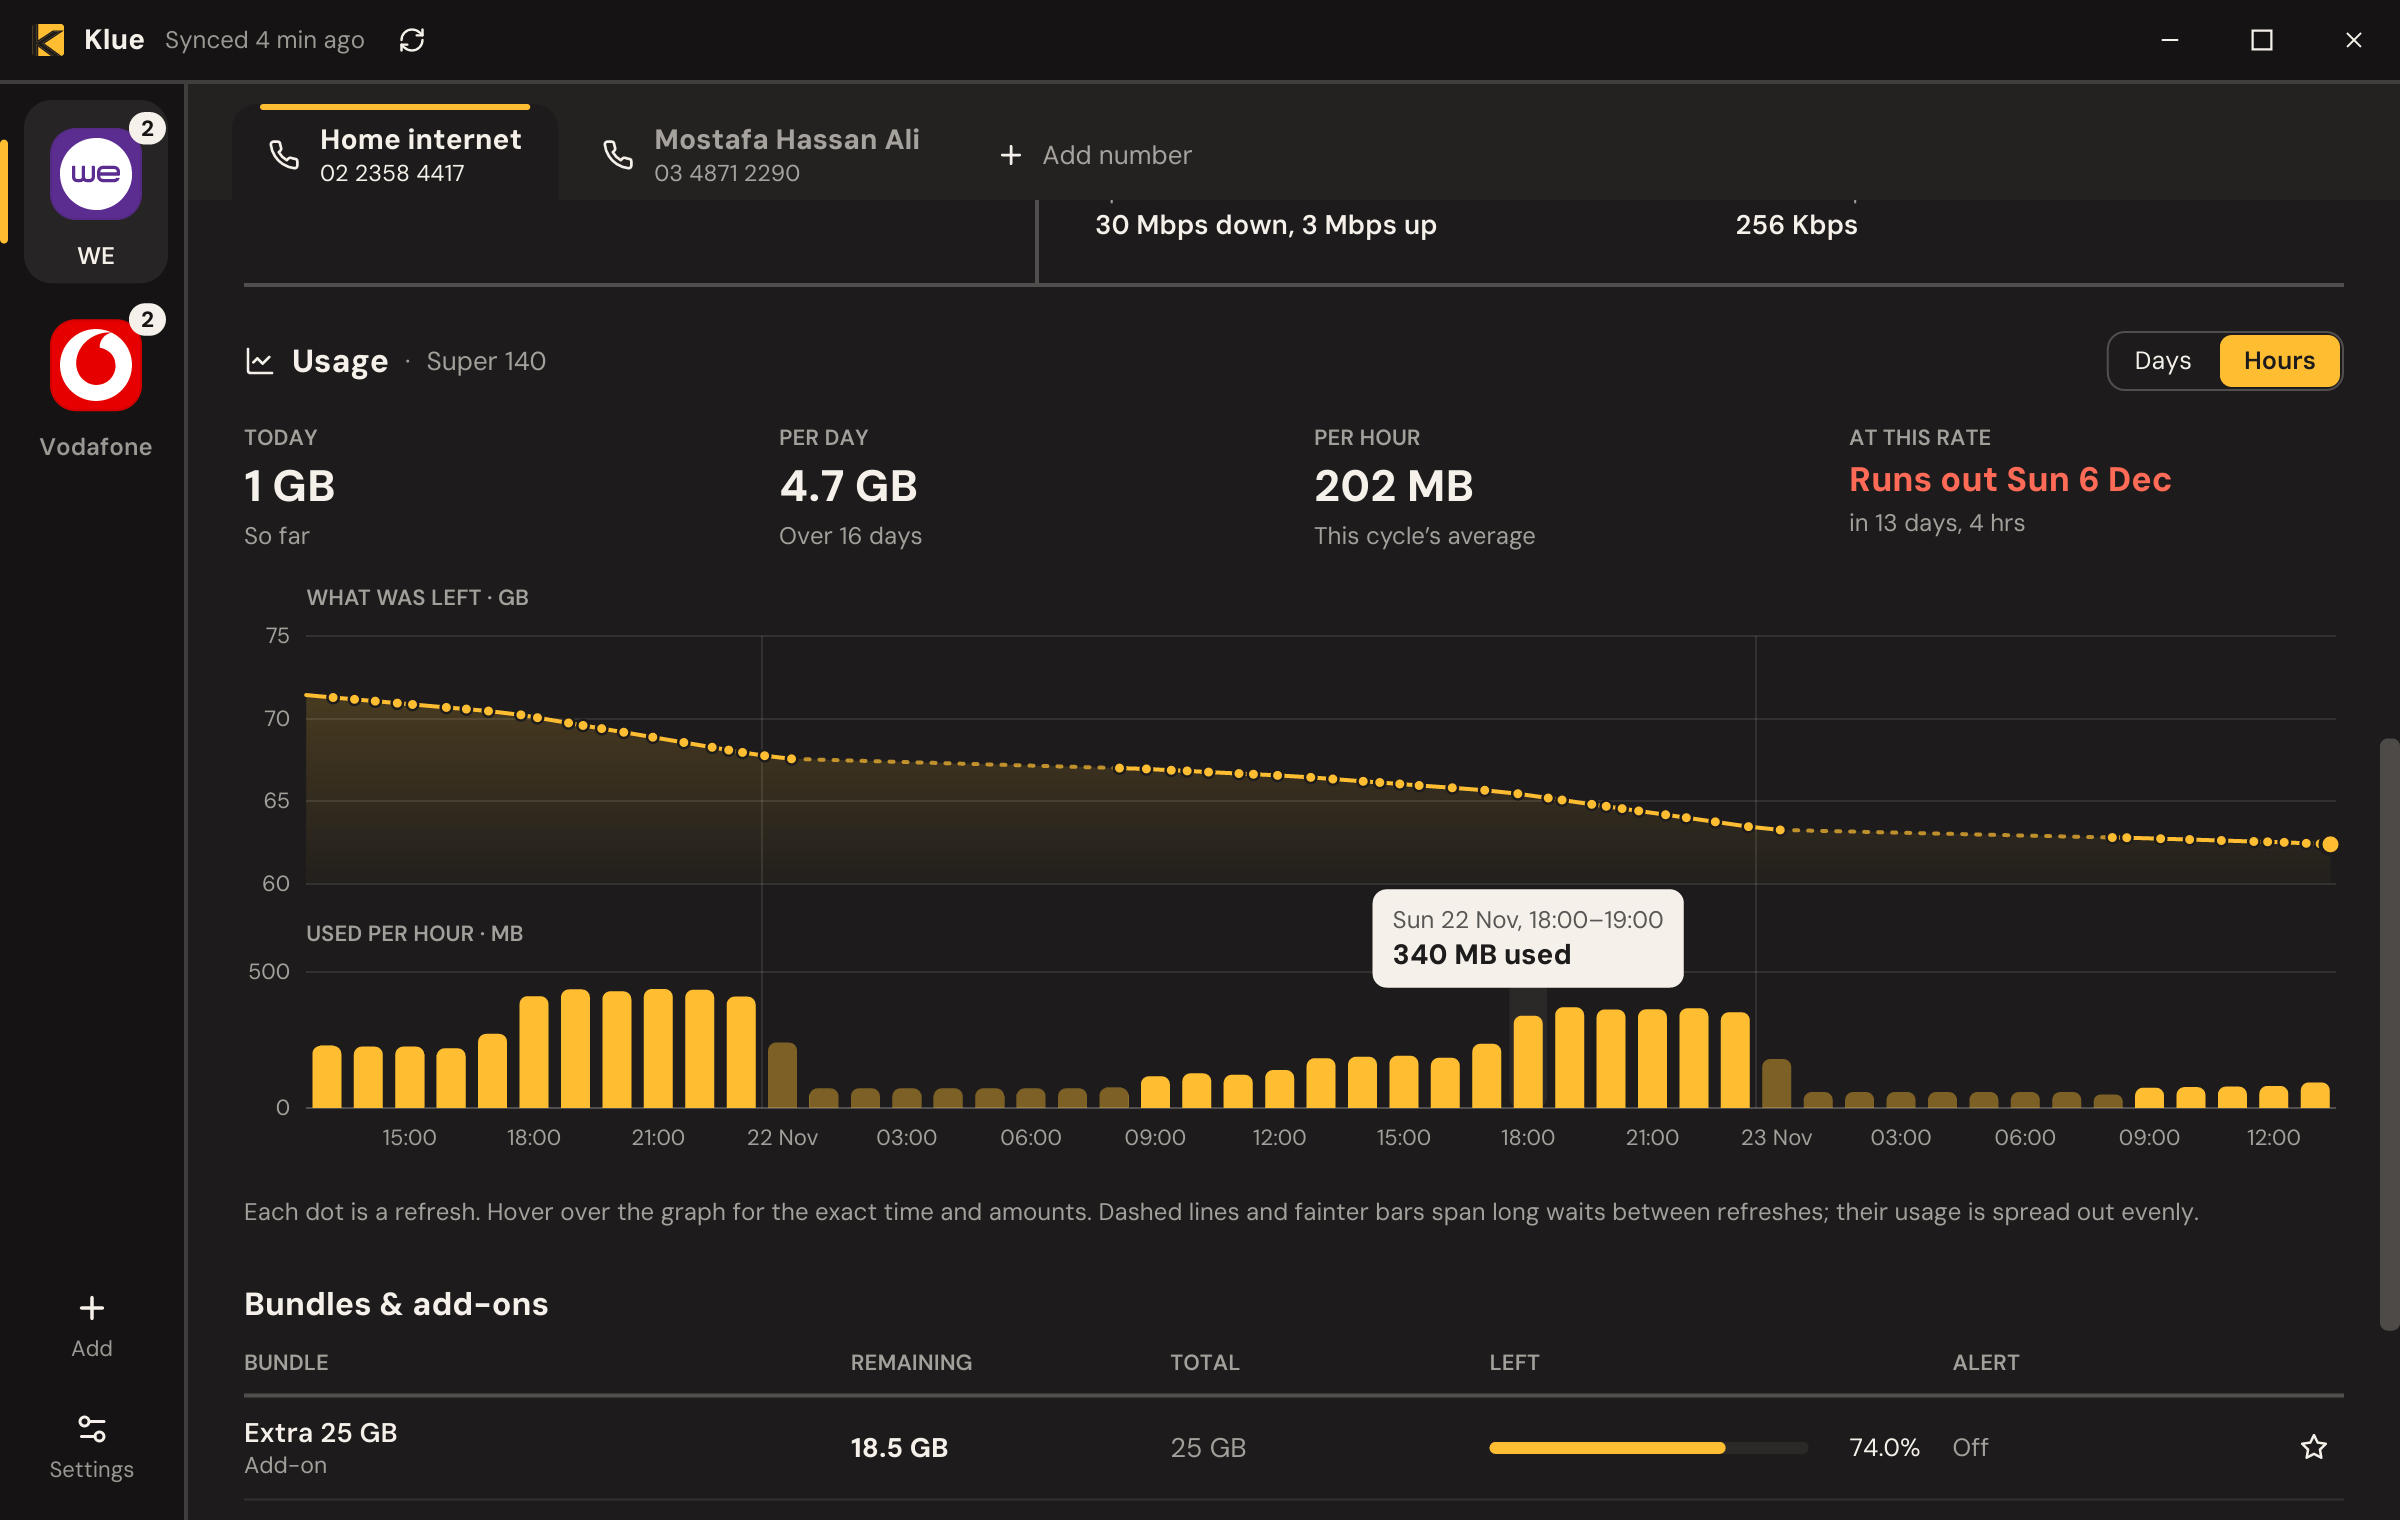 Klue Synced 4 min ago
2
we
WE
2
Vodafone
Add
Settings
Home internet
02 2358 4417
Mostafa Hassan Ali
03 4871 2290
Add number
30 Mbps down, 3 Mbps up
256 Kbps
Usage · Super 140
Days Hours
TODAY
1 GB
So far
PER DAY
4.7 GB
Over 16 days
PER HOUR
202 MB
This cycle’s average
AT THIS RATE
Runs out Sun 6 Dec
in 13 days, 4 hrs
WHAT WAS LEFT · GB
75
70
65
60
USED PER HOUR · MB
500
0
Sun 22 Nov, 18:00–19:00
340 MB used
15:00 18:00 21:00 22 Nov 03:00 06:00 09:00 12:00 15:00 18:00 21:00 23 Nov 03:00 06:00 09:00 12:00
Each dot is a refresh. Hover over the graph for the exact time and amounts. Dashed lines and fainter bars span long waits between refreshes; their usage is spread out evenly.
Bundles & add-ons
BUNDLE REMAINING TOTAL LEFT ALERT
Extra 25 GB
Add-on
18.5 GB 25 GB 74.0% Off